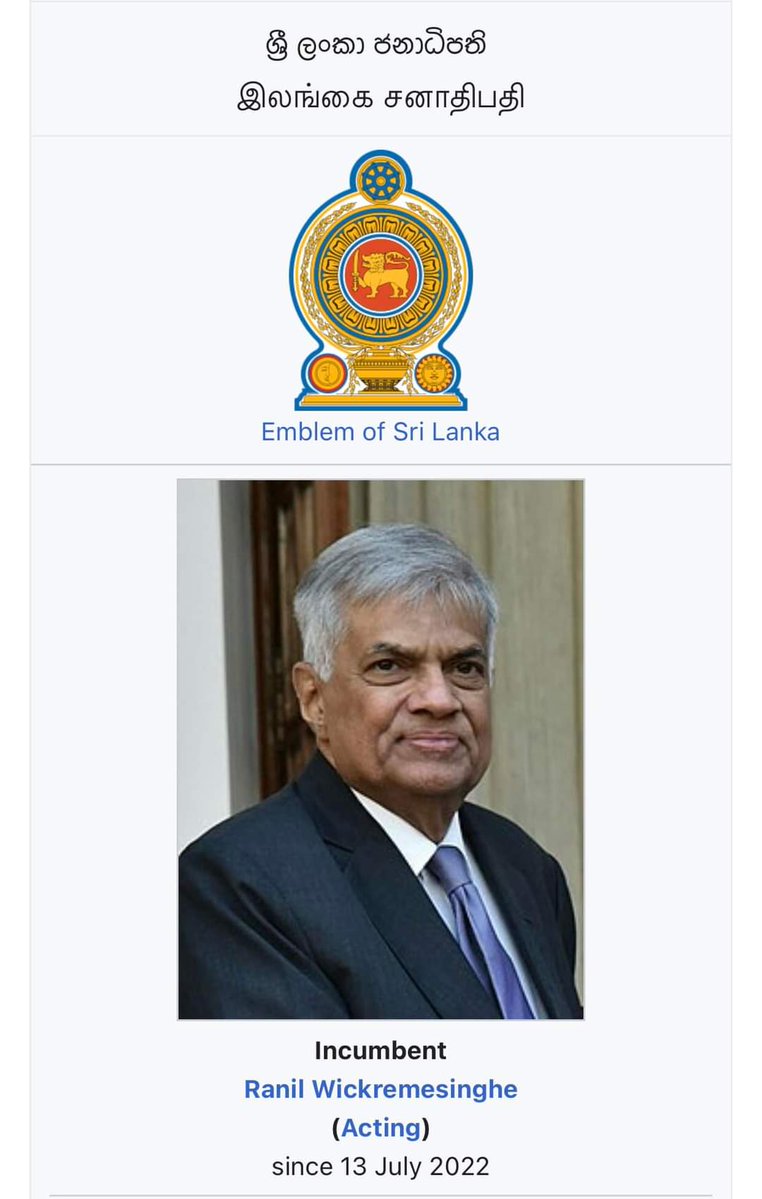 ශ්‍රී ලංකා ජනාධිපති
இலங்கை சனாதிபதி
Emblem of Sri Lanka
Incumbent
Ranil Wickremesinghe
(Acting)
since 13 July 2022